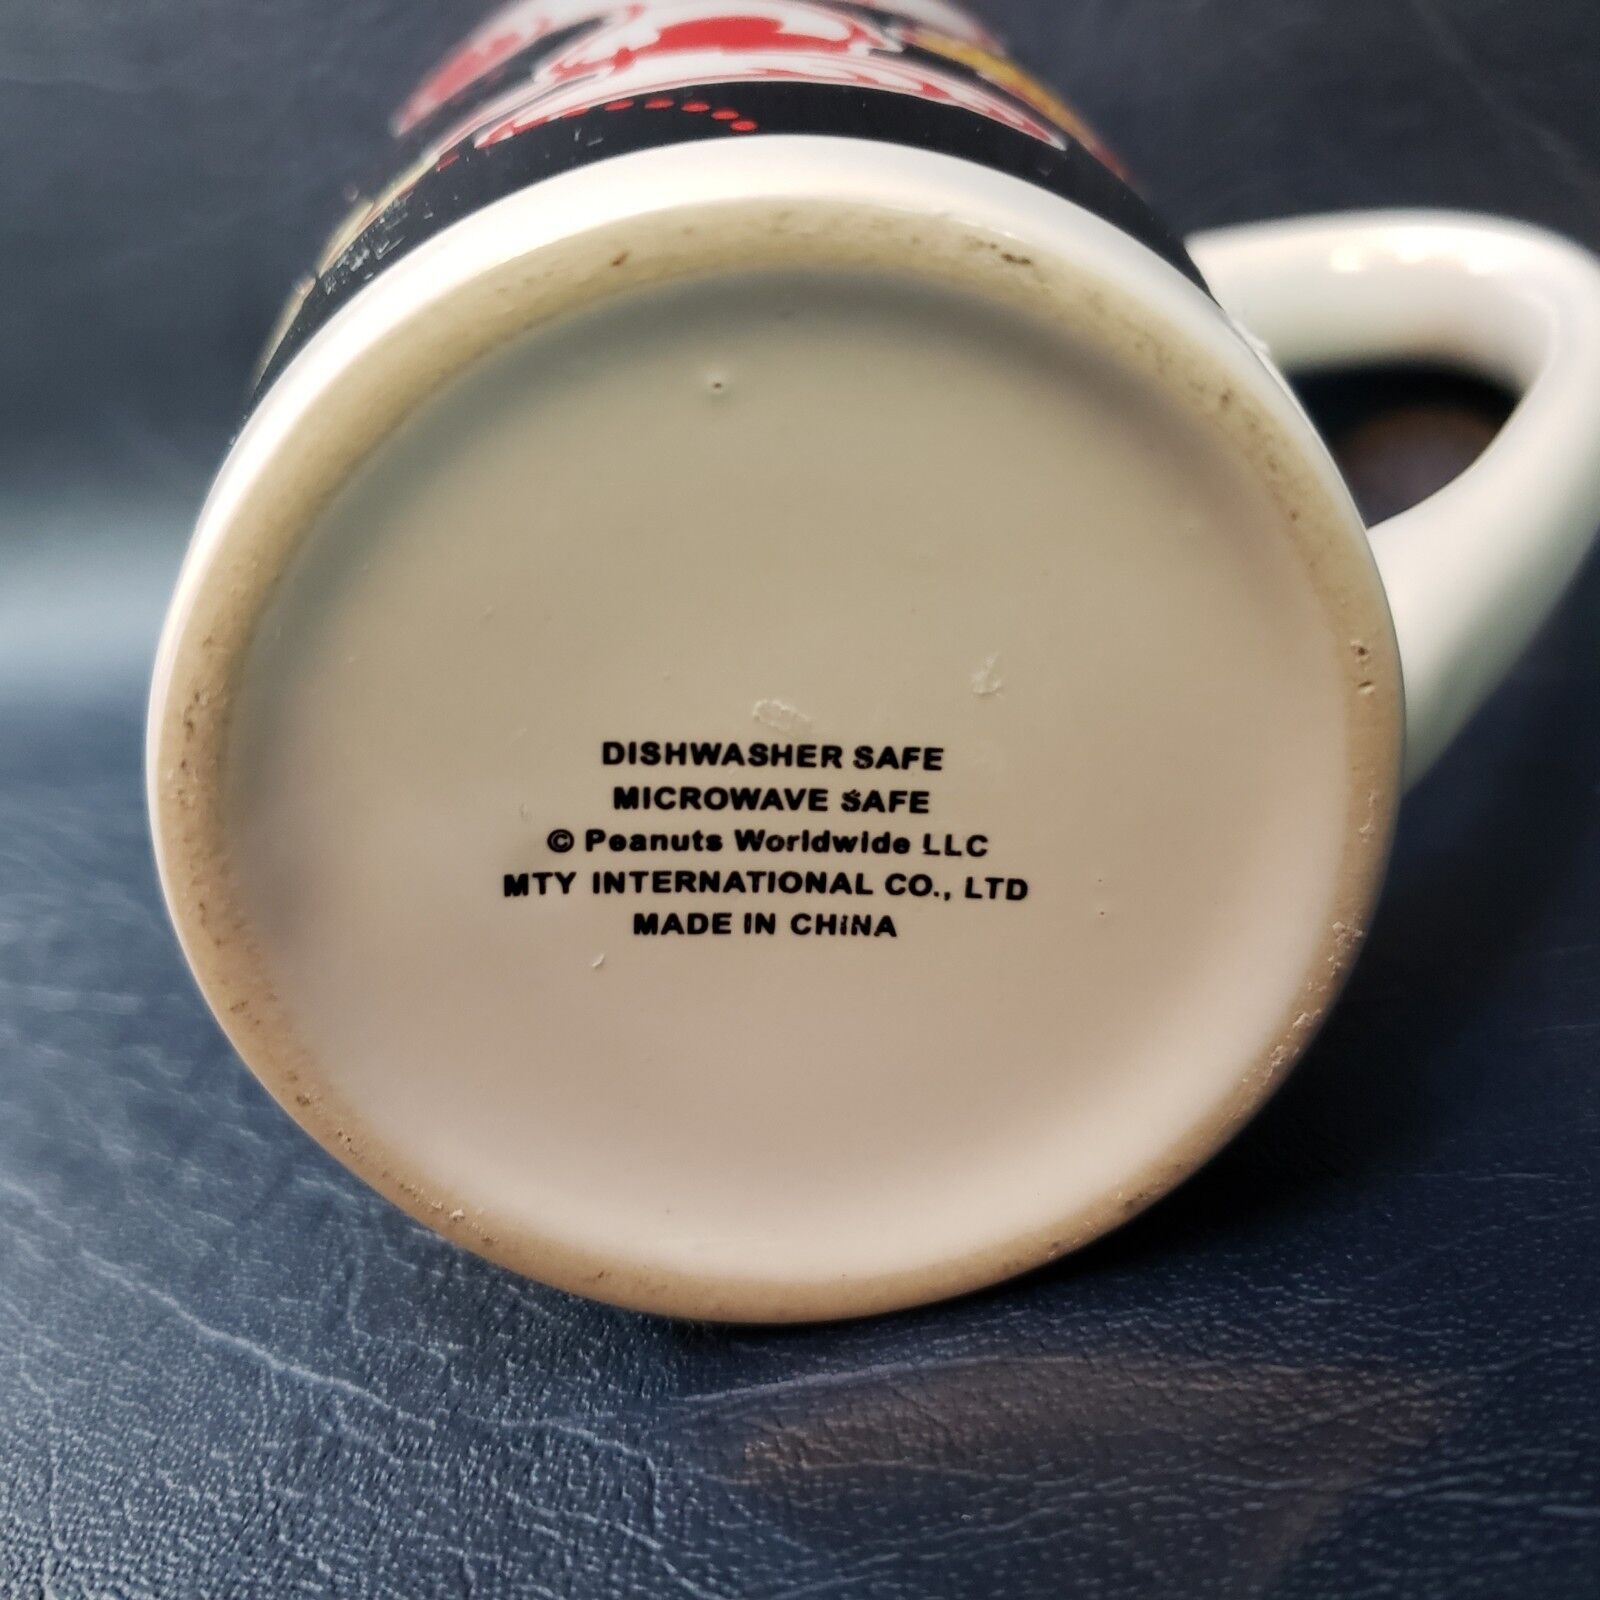 DISHWASHER SAFE
MICROWAVE SAFE
© Peanuts Worldwide LLC
MTY INTERNATIONAL CO., LTD
MADE IN CHiNA